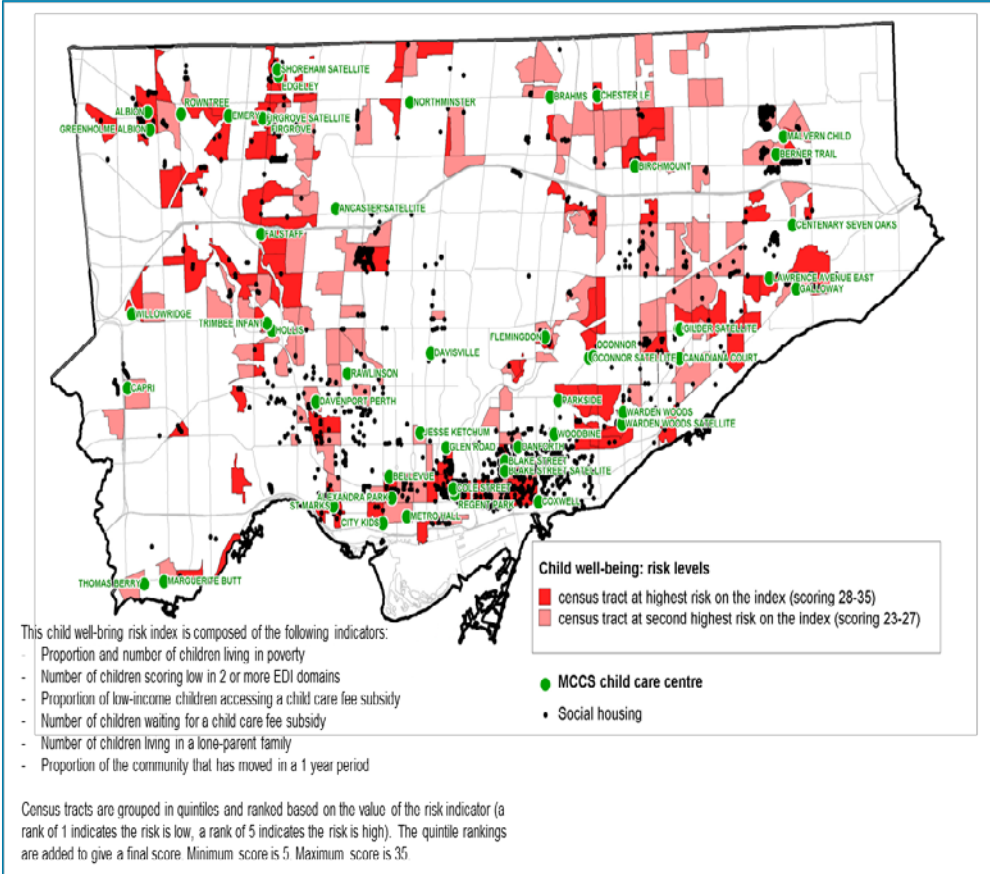 SHOREHAM SATELLITE
EDGELEY
ROWNTREE
NORTHMINSTER
BRAHMS
CHESTER LE
ALBION
EMERY
FIRGROVE SATELLITE
FIRGROVE
GREENHOLME ALBION
MALVERN CHILD
BERNER TRAIL
BIRCHMOUNT
ANCASTER SATELLITE
CENTENARY SEVEN OAKS
FALSTAFF
LAWRENCE AVENUE EAST
GALLOWAY
WILLOWRIDGE
TRIMBEE INFANT
HOLLIS
GILDER SATELLITE
FLEMINGDON
OCONNOR
DAVISVILLE
OCONNOR SATELLITE
CANADIANA COURT
RAWLINSON
CAPRI
DAVENPORT PERTH
PARKSIDE
WARDEN WOODS
WARDEN WOODS SATELLITE
JESSE KETCHUM
WOODBINE
GLEN ROAD
DANFORTH
BLAKE STREET
BLAKE STREET SATELLITE
BELLEVUE
COLE STREET
ALEXANDRA PARK
REGENT PARK
COXWELL
ST MARKS
METRO HALL
CITY KIDS
THOMAS BERRY
MARGUERITE BUTT
Child well-being: risk levels
census tract at highest risk on the index (scoring 28-35)
census tract at second highest risk on the index (scoring 23-27)
MCCS child care centre
Social housing
This child well-bring risk index is composed of the following indicators:
- Proportion and number of children living in poverty
- Number of children scoring low in 2 or more EDI domains
- Proportion of low-income children accessing a child care fee subsidy
- Number of children waiting for a child care fee subsidy
- Number of children living in a lone-parent family
- Proportion of the community that has moved in a 1 year period
Census tracts are grouped in quintiles and ranked based on the value of the risk indicator (a
rank of 1 indicates the risk is low, a rank of 5 indicates the risk is high). The quintile rankings
are added to give a final score. Minimum score is 5. Maximum score is 35.